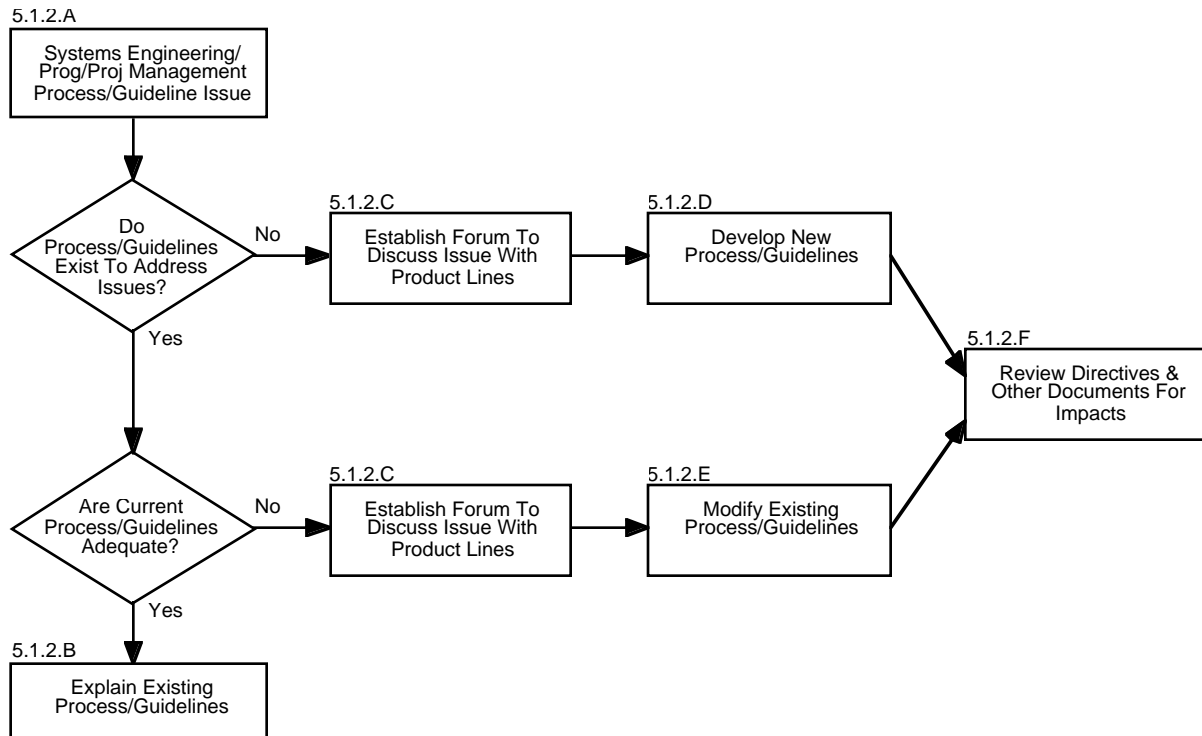 5.1.2.A
Systems Engineering/
Prog/Proj Management
Process/Guideline Issue
Do
Process/Guidelines
Exist To Address
Issues?
No
Yes
5.1.2.C
Establish Forum To
Discuss Issue With
Product Lines
5.1.2.D
Develop New
Process/Guidelines
5.1.2.F
Review Directives &
Other Documents For
Impacts
Are Current
Process/Guidelines
Adequate?
No
Yes
5.1.2.C
Establish Forum To
Discuss Issue With
Product Lines
5.1.2.E
Modify Existing
Process/Guidelines
5.1.2.B
Explain Existing
Process/Guidelines